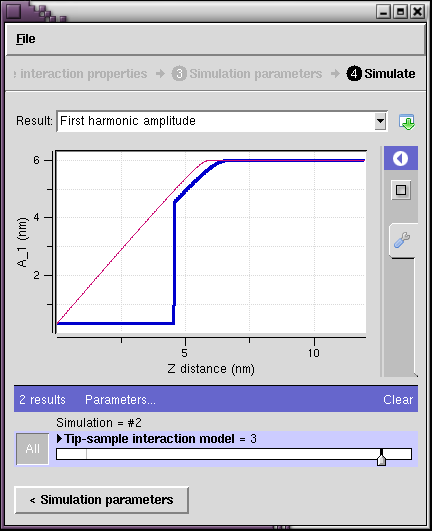 File
e interaction properties → 3 Simulation parameters → 4 Simulate
Result: First harmonic amplitude
6
4
2
A_1 (nm)
5 10
Z distance (nm)
2 results Parameters... Clear
Simulation = #2
All
Tip-sample interaction model = 3
< Simulation parameters